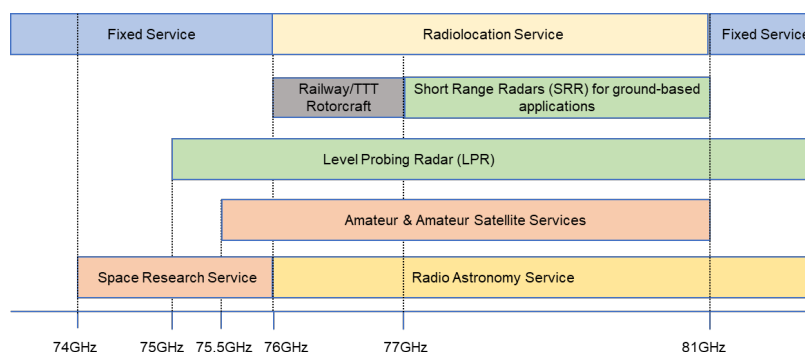 Fixed Service
Radiolocation Service
Fixed Service
Railway/TTT
Rotorcraft
Short Range Radars (SRR) for ground-based
applications
Level Probing Radar (LPR)
Amateur & Amateur Satellite Services
Space Research Service
Radio Astronomy Service
74GHz
75GHz
75.5GHz
76GHz
77GHz
81GHz